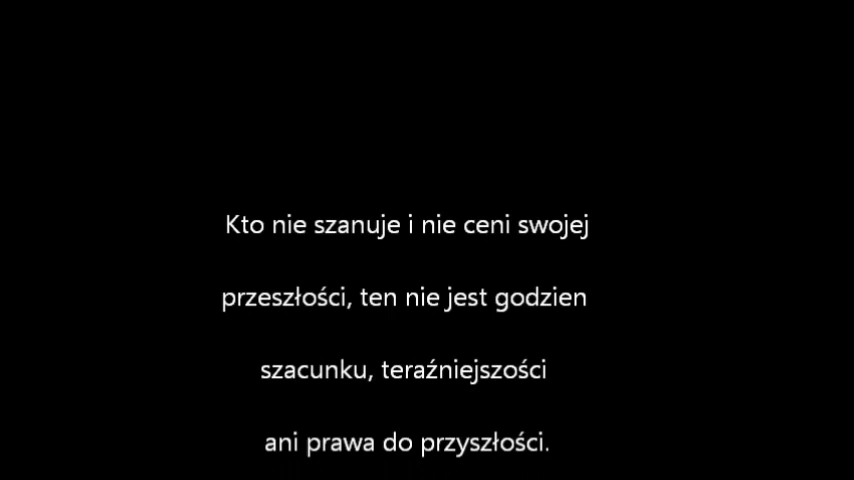 Kto nie szanuje i nie ceni swojej
przeszłości, ten nie jest godzien
szacunku, teraźniejszości
ani prawa do przyszłości.